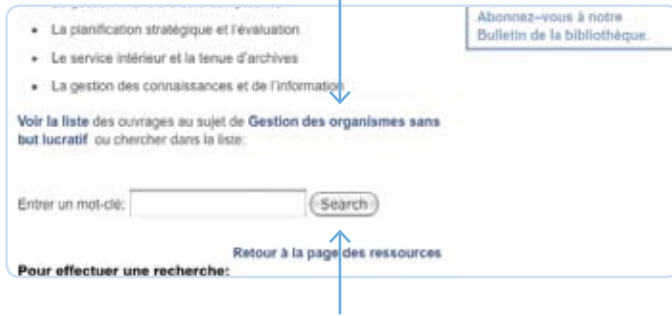 • La planification stratégique et l'évaluation
• Le service intérieur et la tenue d'archives
• La gestion des connaissances et de l'information
Abonnez-vous à notre
Bulletin de la bibliothèque.
Voir la liste des ouvrages au sujet de Gestion des organismes sans
but lucratif ou chercher dans la liste:
Entrer un mot-clé:
Search
Retour à la page des ressources
Pour effectuer une recherche: